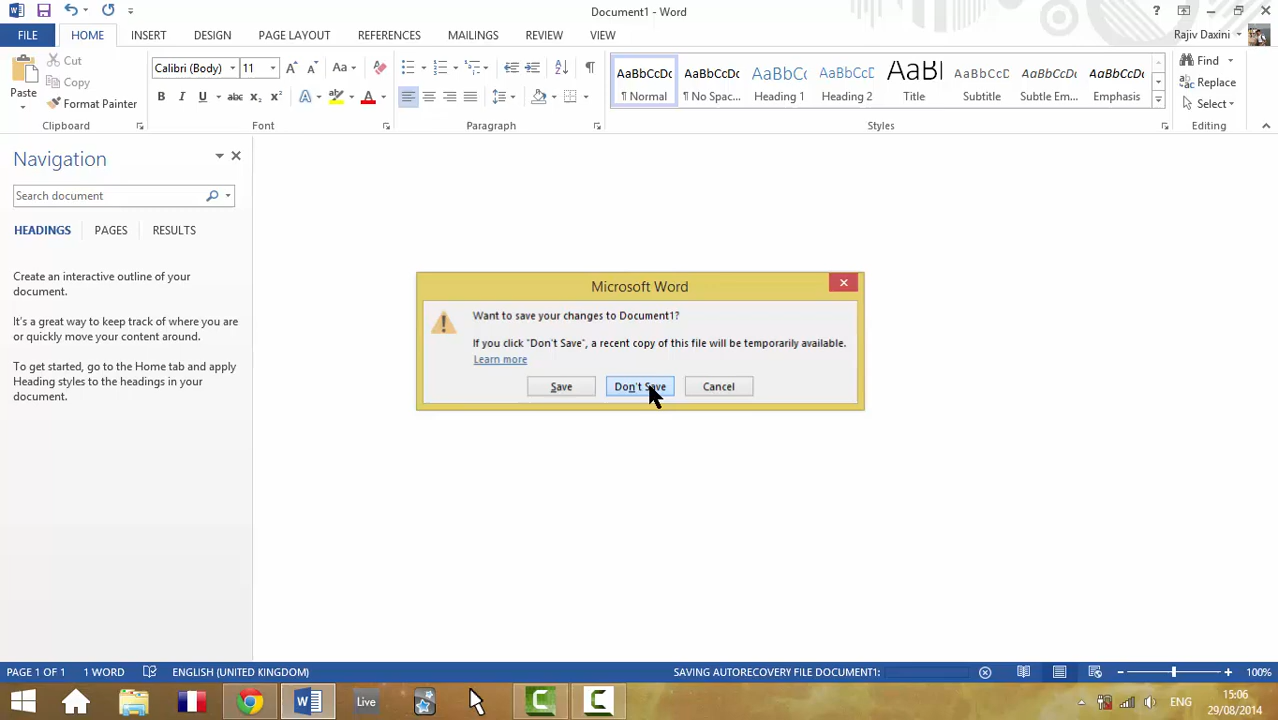 Document1 - Word
FILE HOME INSERT DESIGN PAGE LAYOUT REFERENCES MAILINGS REVIEW VIEW Rajiv Daxini
Paste Cut Copy Format Painter
Calibri (Body) 11
Aa
B I U abc x₂ x² A A
AaBbCcDc AaBbCcDc AaBbCc AaBbCcD AaBl AaBbCcD AaBbCcDc AaBbCcDc
¶ Normal ¶ No Spac... Heading 1 Heading 2 Title Subtitle Subtle Em... Emphasis
Find
Replace
Select
Clipboard Font Paragraph Styles Editing
Navigation
Search document
HEADINGS PAGES RESULTS
Create an interactive outline of your
document.
It's a great way to keep track of where you are
or quickly move your content around.
To get started, go to the Home tab and apply
Heading styles to the headings in your
document.
Microsoft Word
Want to save your changes to Document1?
If you click "Don't Save", a recent copy of this file will be temporarily available.
Learn more
Save Don't Save Cancel
PAGE 1 OF 1 1 WORD ENGLISH (UNITED KINGDOM) SAVING AUTORECOVERY FILE DOCUMENT1: 100%
Live
ENG
15:06
29/08/2014